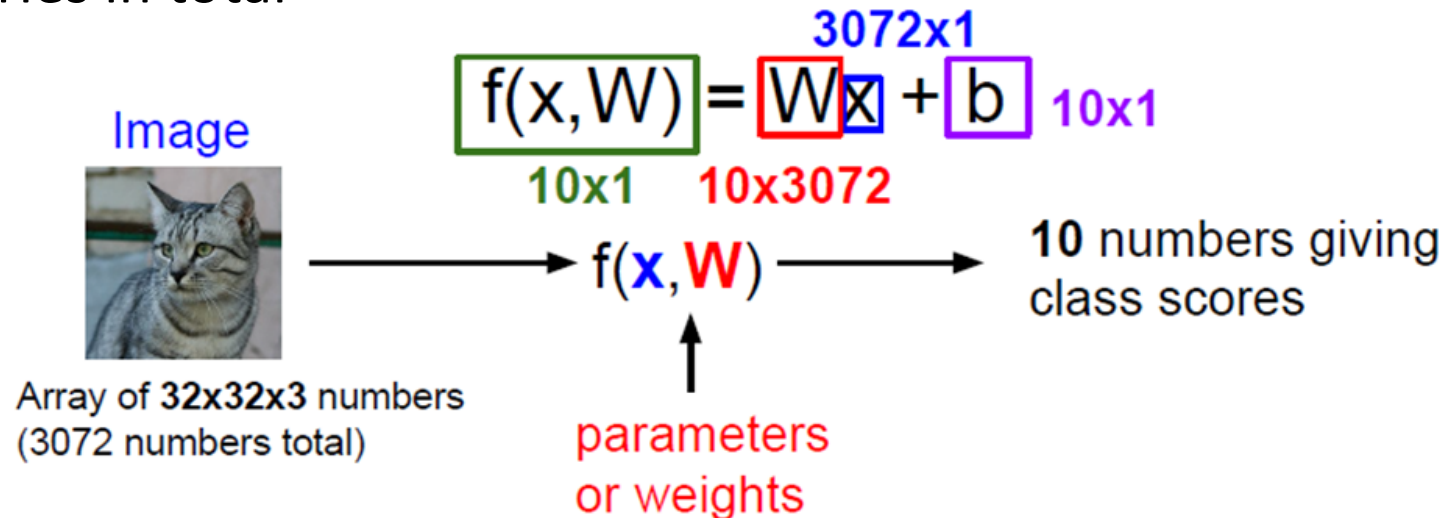 3072x1
f(x,W) = Wx + b 10x1
Image
10x1 10x3072
f(x,W)
10 numbers giving
class scores
Array of 32x32x3 numbers
(3072 numbers total)
parameters
or weights